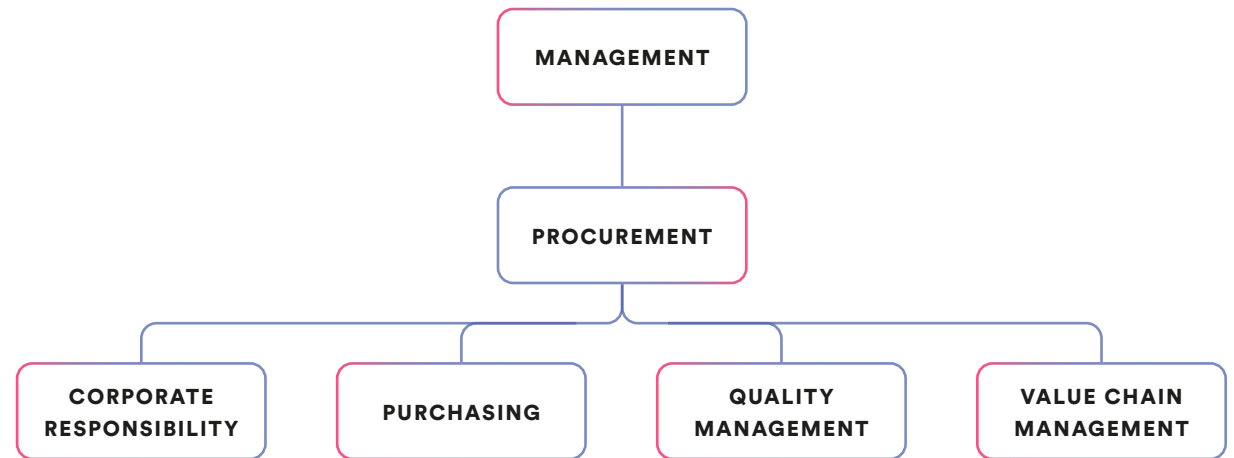 MANAGEMENT
PROCUREMENT
CORPORATE
RESPONSIBILITY
PURCHASING
QUALITY
MANAGEMENT
VALUE CHAIN
MANAGEMENT